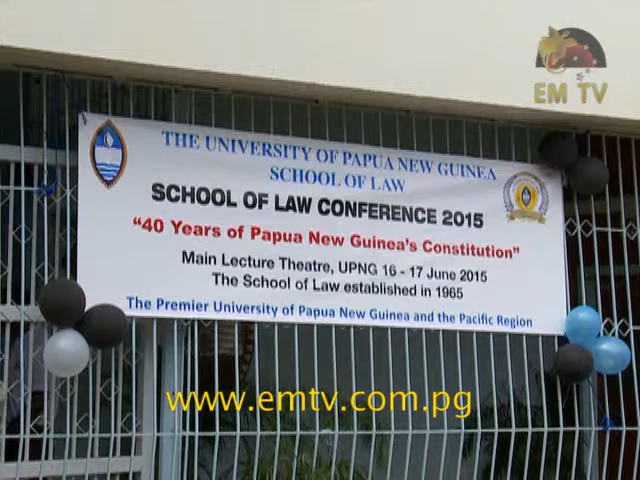 EM TV
THE UNIVERSITY OF PAPUA NEW GUINEA
SCHOOL OF LAW
SCHOOL OF LAW CONFERENCE 2015
"40 Years of Papua New Guinea's Constitution"
Main Lecture Theatre, UPNG 16 - 17 June 2015
The School of Law established in 1965
The Premier University of Papua New Guinea and the Pacific Region
www.emtv.com.pg